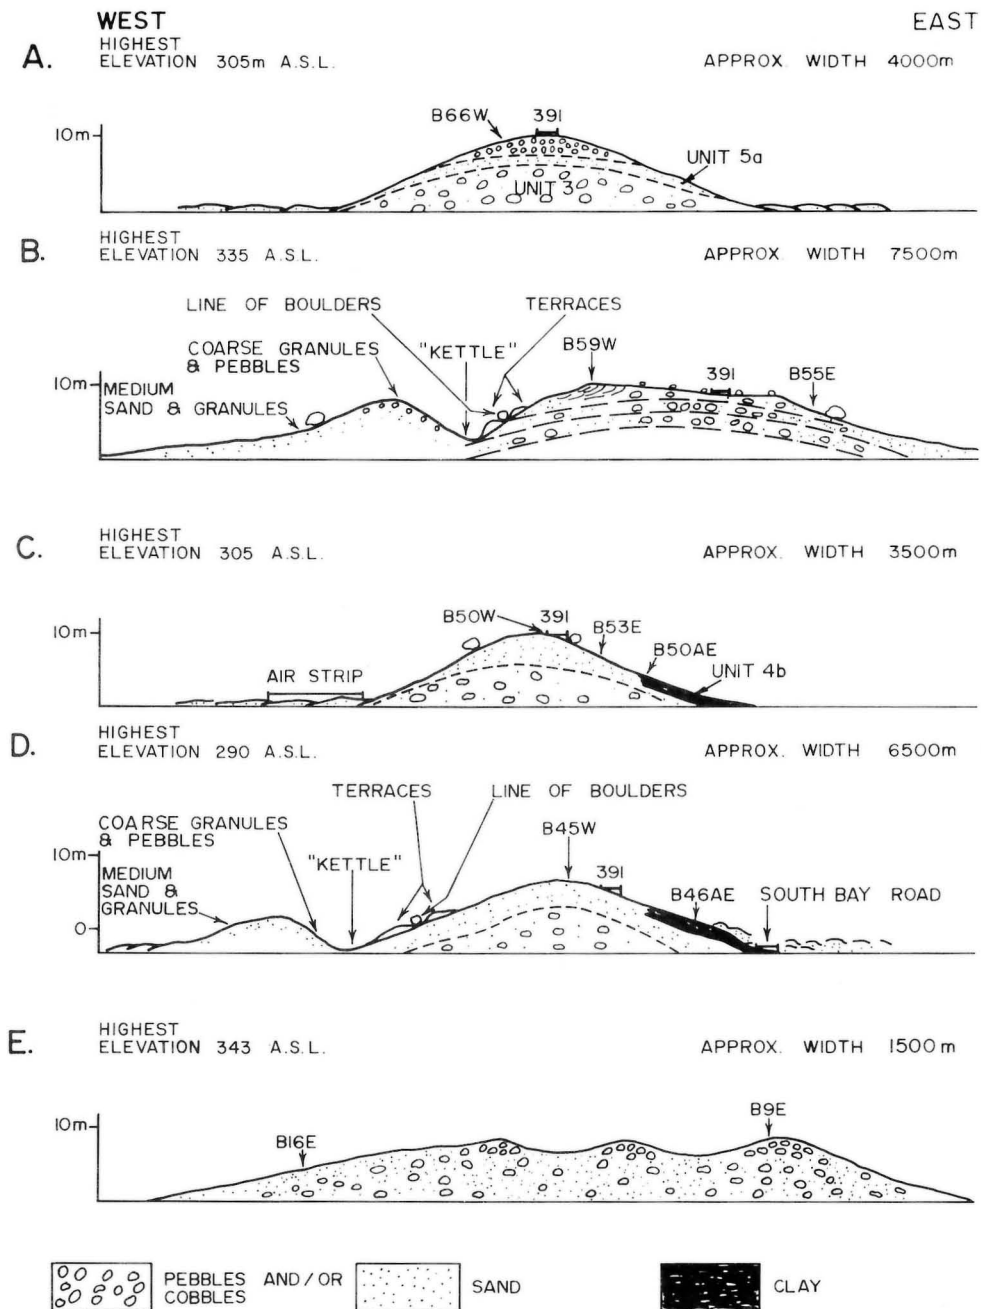 WEST
EAST
A.
HIGHEST
ELEVATION 305m A.S.L.
APPROX. WIDTH 4000m
B66W
391
10m
UNIT 5a
UNIT 3
B.
HIGHEST
ELEVATION 335 A.S.L.
APPROX. WIDTH 7500m
LINE OF BOULDERS
TERRACES
COARSE GRANULES
& PEBBLES
"KETTLE"
B59W
391
B55E
10m
MEDIUM
SAND & GRANULES
C.
HIGHEST
ELEVATION 305 A.S.L.
APPROX. WIDTH 3500m
B50W
391
B53E
10m
B50AE
UNIT 4b
AIR STRIP
D.
HIGHEST
ELEVATION 290 A.S.L.
APPROX. WIDTH 6500m
TERRACES
LINE OF BOULDERS
COARSE GRANULES
& PEBBLES
B45W
10m
"KETTLE"
391
MEDIUM
SAND &
GRANULES
B46AE
SOUTH BAY ROAD
0
E.
HIGHEST
ELEVATION 343 A.S.L.
APPROX. WIDTH 1500m
10m
B16E
B9E
PEBBLES AND/OR
COBBLES
SAND
CLAY